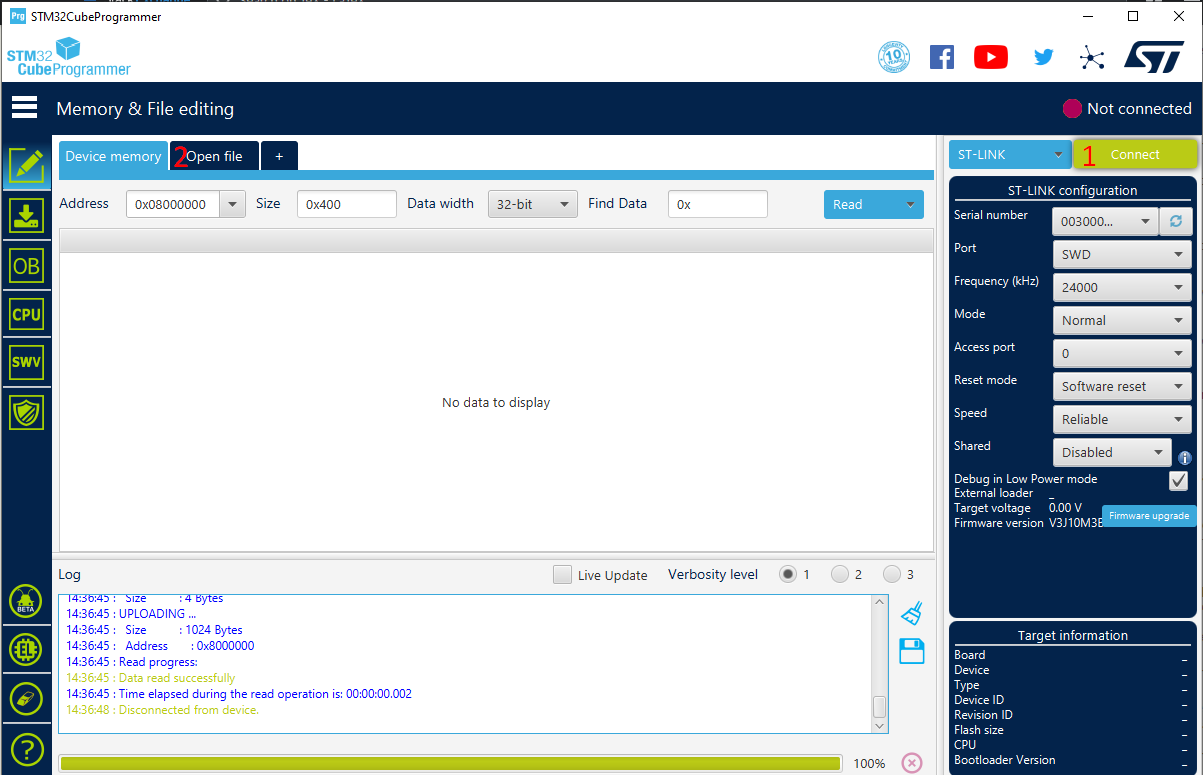 Prg STM32CubeProgrammer
STM32
CubeProgrammer
10 YEARS
Memory & File editing
Not connected
Device memory
2 Open file
+
ST-LINK
1 Connect
Address 0x08000000 Size 0x400 Data width 32-bit Find Data 0x Read
No data to display
OB
CPU
SWV
ST-LINK configuration
Serial number 003000...
Port SWD
Frequency (kHz) 24000
Mode Normal
Access port 0
Reset mode Software reset
Speed Reliable
Shared Disabled
Debug in Low Power mode
External loader _
Target voltage 0.00 V
Firmware version V3J10M3B
Firmware upgrade
Log
Live Update Verbosity level 1 2 3
14:36:45 : Size : 4 Bytes
14:36:45 : UPLOADING ...
14:36:45 : Size : 1024 Bytes
14:36:45 : Address : 0x8000000
14:36:45 : Read progress:
14:36:45 : Data read successfully
14:36:45 : Time elapsed during the read operation is: 00:00:00.002
14:36:48 : Disconnected from device.
100%
BETA
EL
?
Target information
Board _
Device _
Type _
Device ID _
Revision ID _
Flash size _
CPU _
Bootloader Version _